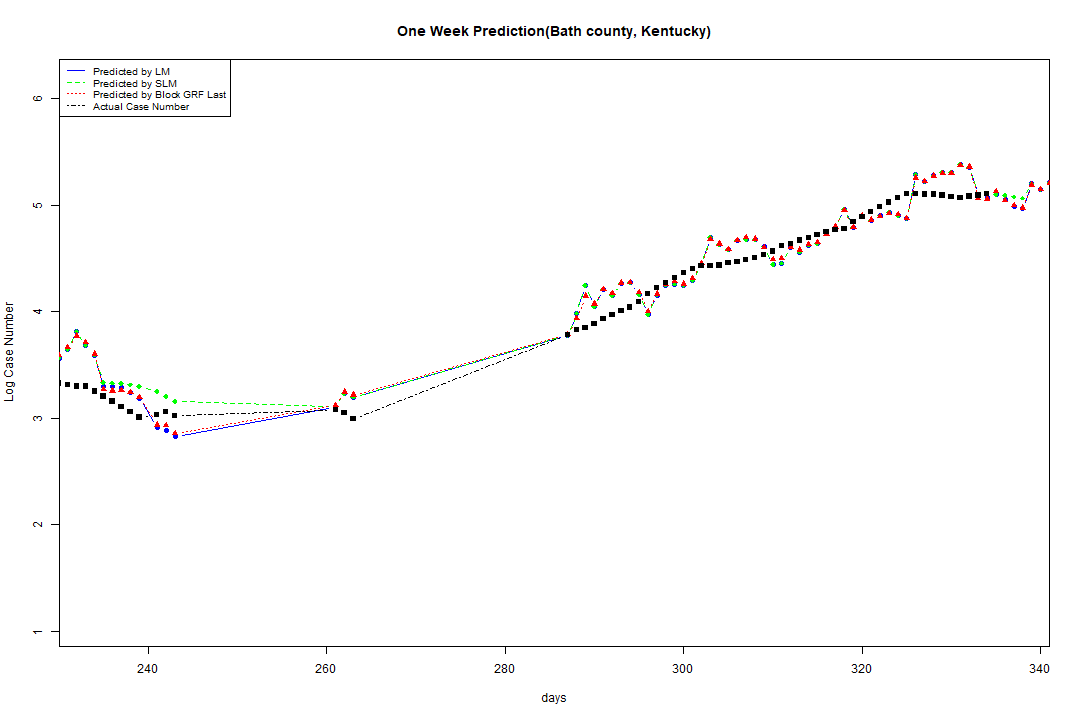 One Week Prediction(Bath county, Kentucky)
Predicted by LM
Predicted by SLM
Predicted by Block GRF Last
Actual Case Number
6
5
4
3
2
1
Log Case Number
240 260 280 300 320 340
days